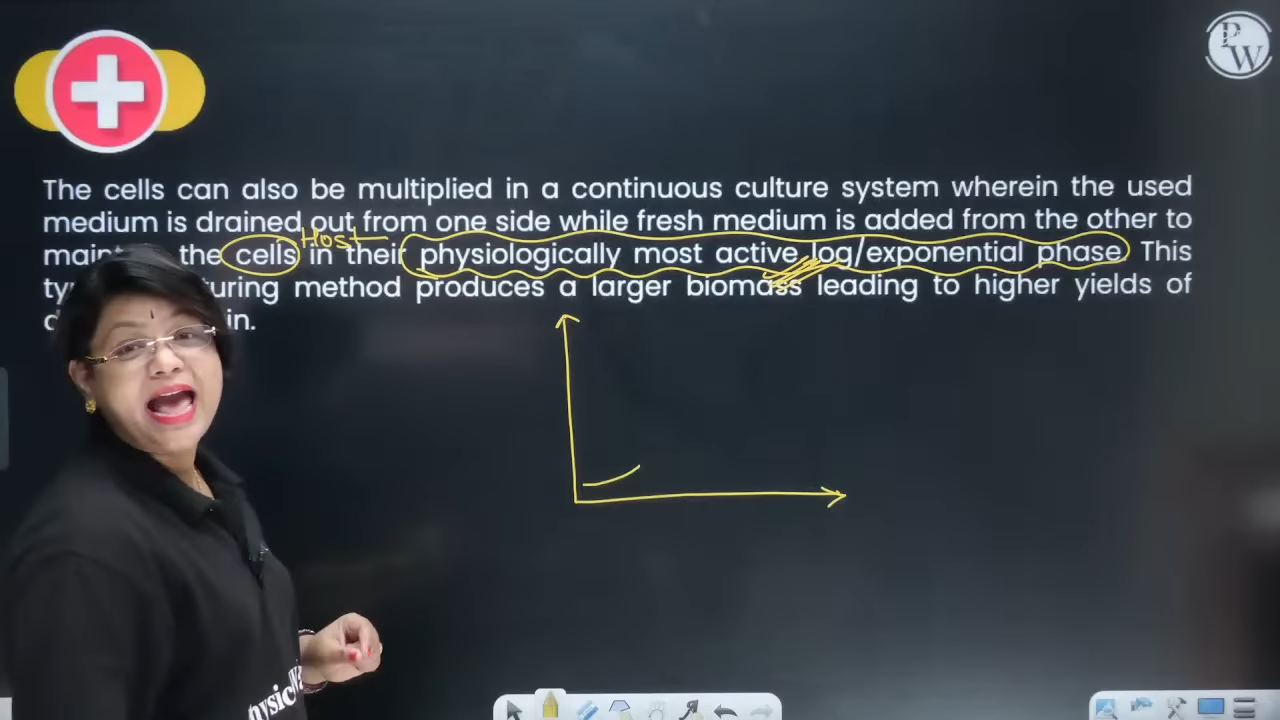 P
W
The cells can also be multiplied in a continuous culture system wherein the used
medium is drained out from one side while fresh medium is added from the other to
Host
the cells in their physiologically most active log/exponential phase. This
turing method produces a larger biomass leading to higher yields of
in.
hysicsW